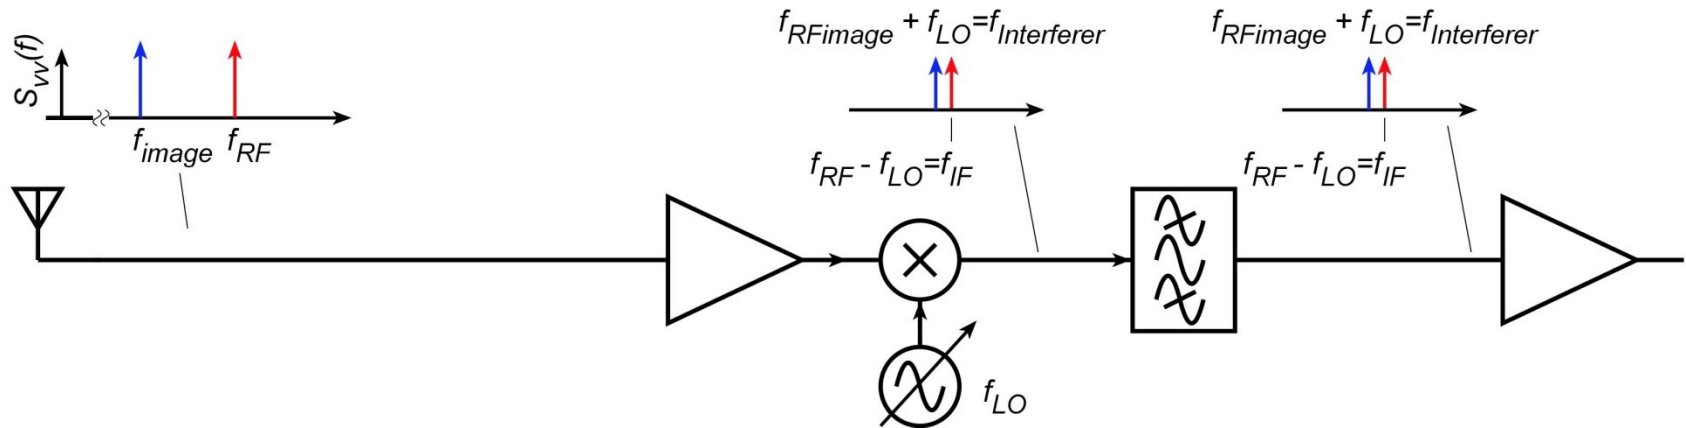 f_RFimage + f_LO=f_Interferer
f_RFimage + f_LO=f_Interferer
S_vv(f)
f_image
f_RF
f_RF - f_LO=f_IF
f_RF - f_LO=f_IF
f_LO